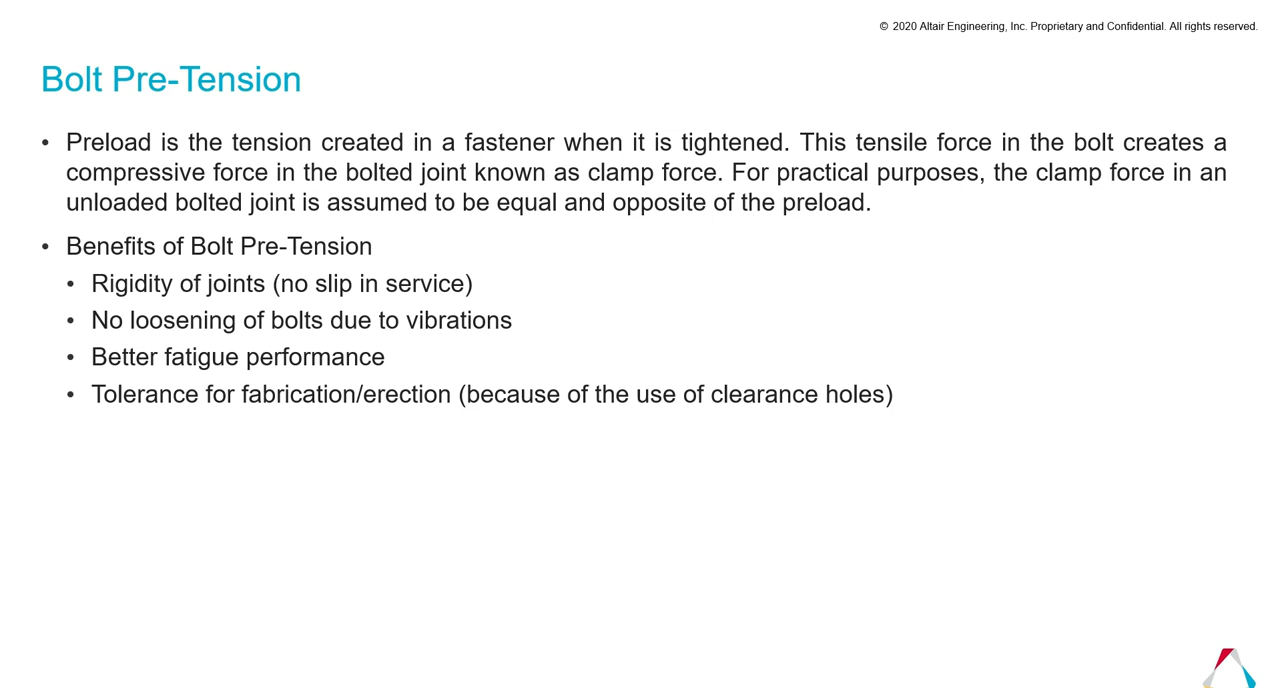 © 2020 Altair Engineering, Inc. Proprietary and Confidential. All rights reserved.
Bolt Pre-Tension
• Preload is the tension created in a fastener when it is tightened. This tensile force in the bolt creates a
compressive force in the bolted joint known as clamp force. For practical purposes, the clamp force in an
unloaded bolted joint is assumed to be equal and opposite of the preload.
• Benefits of Bolt Pre-Tension
• Rigidity of joints (no slip in service)
• No loosening of bolts due to vibrations
• Better fatigue performance
• Tolerance for fabrication/erection (because of the use of clearance holes)